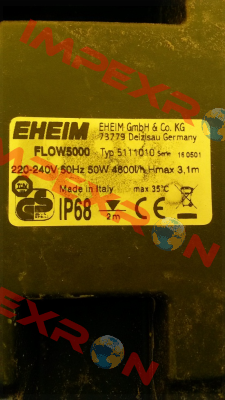 IMPEXRON
EHEIM
EHEIM GmbH & Co. KG
73779 Deizisau Germany
FLOW5000 Typ 5111010 Serie 16 0501
220-240V 50Hz 50W 4600l/h Hmax 3,1m
Made in Italy max 35°C
IP68 2m CE
IMPEXRON